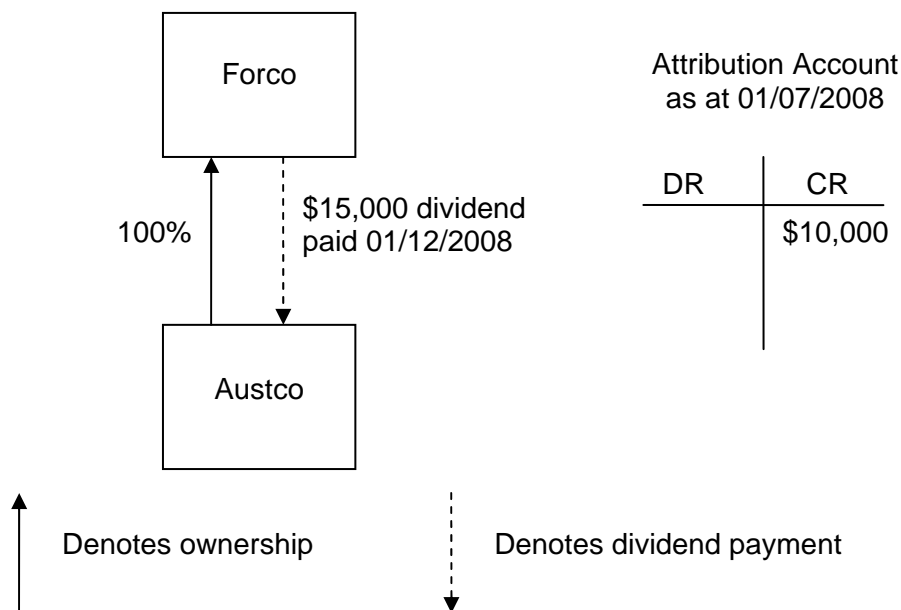 Forco
Attribution Account
as at 01/07/2008
DR CR
$10,000
100%
$15,000 dividend
paid 01/12/2008
Austco
Denotes ownership
Denotes dividend payment